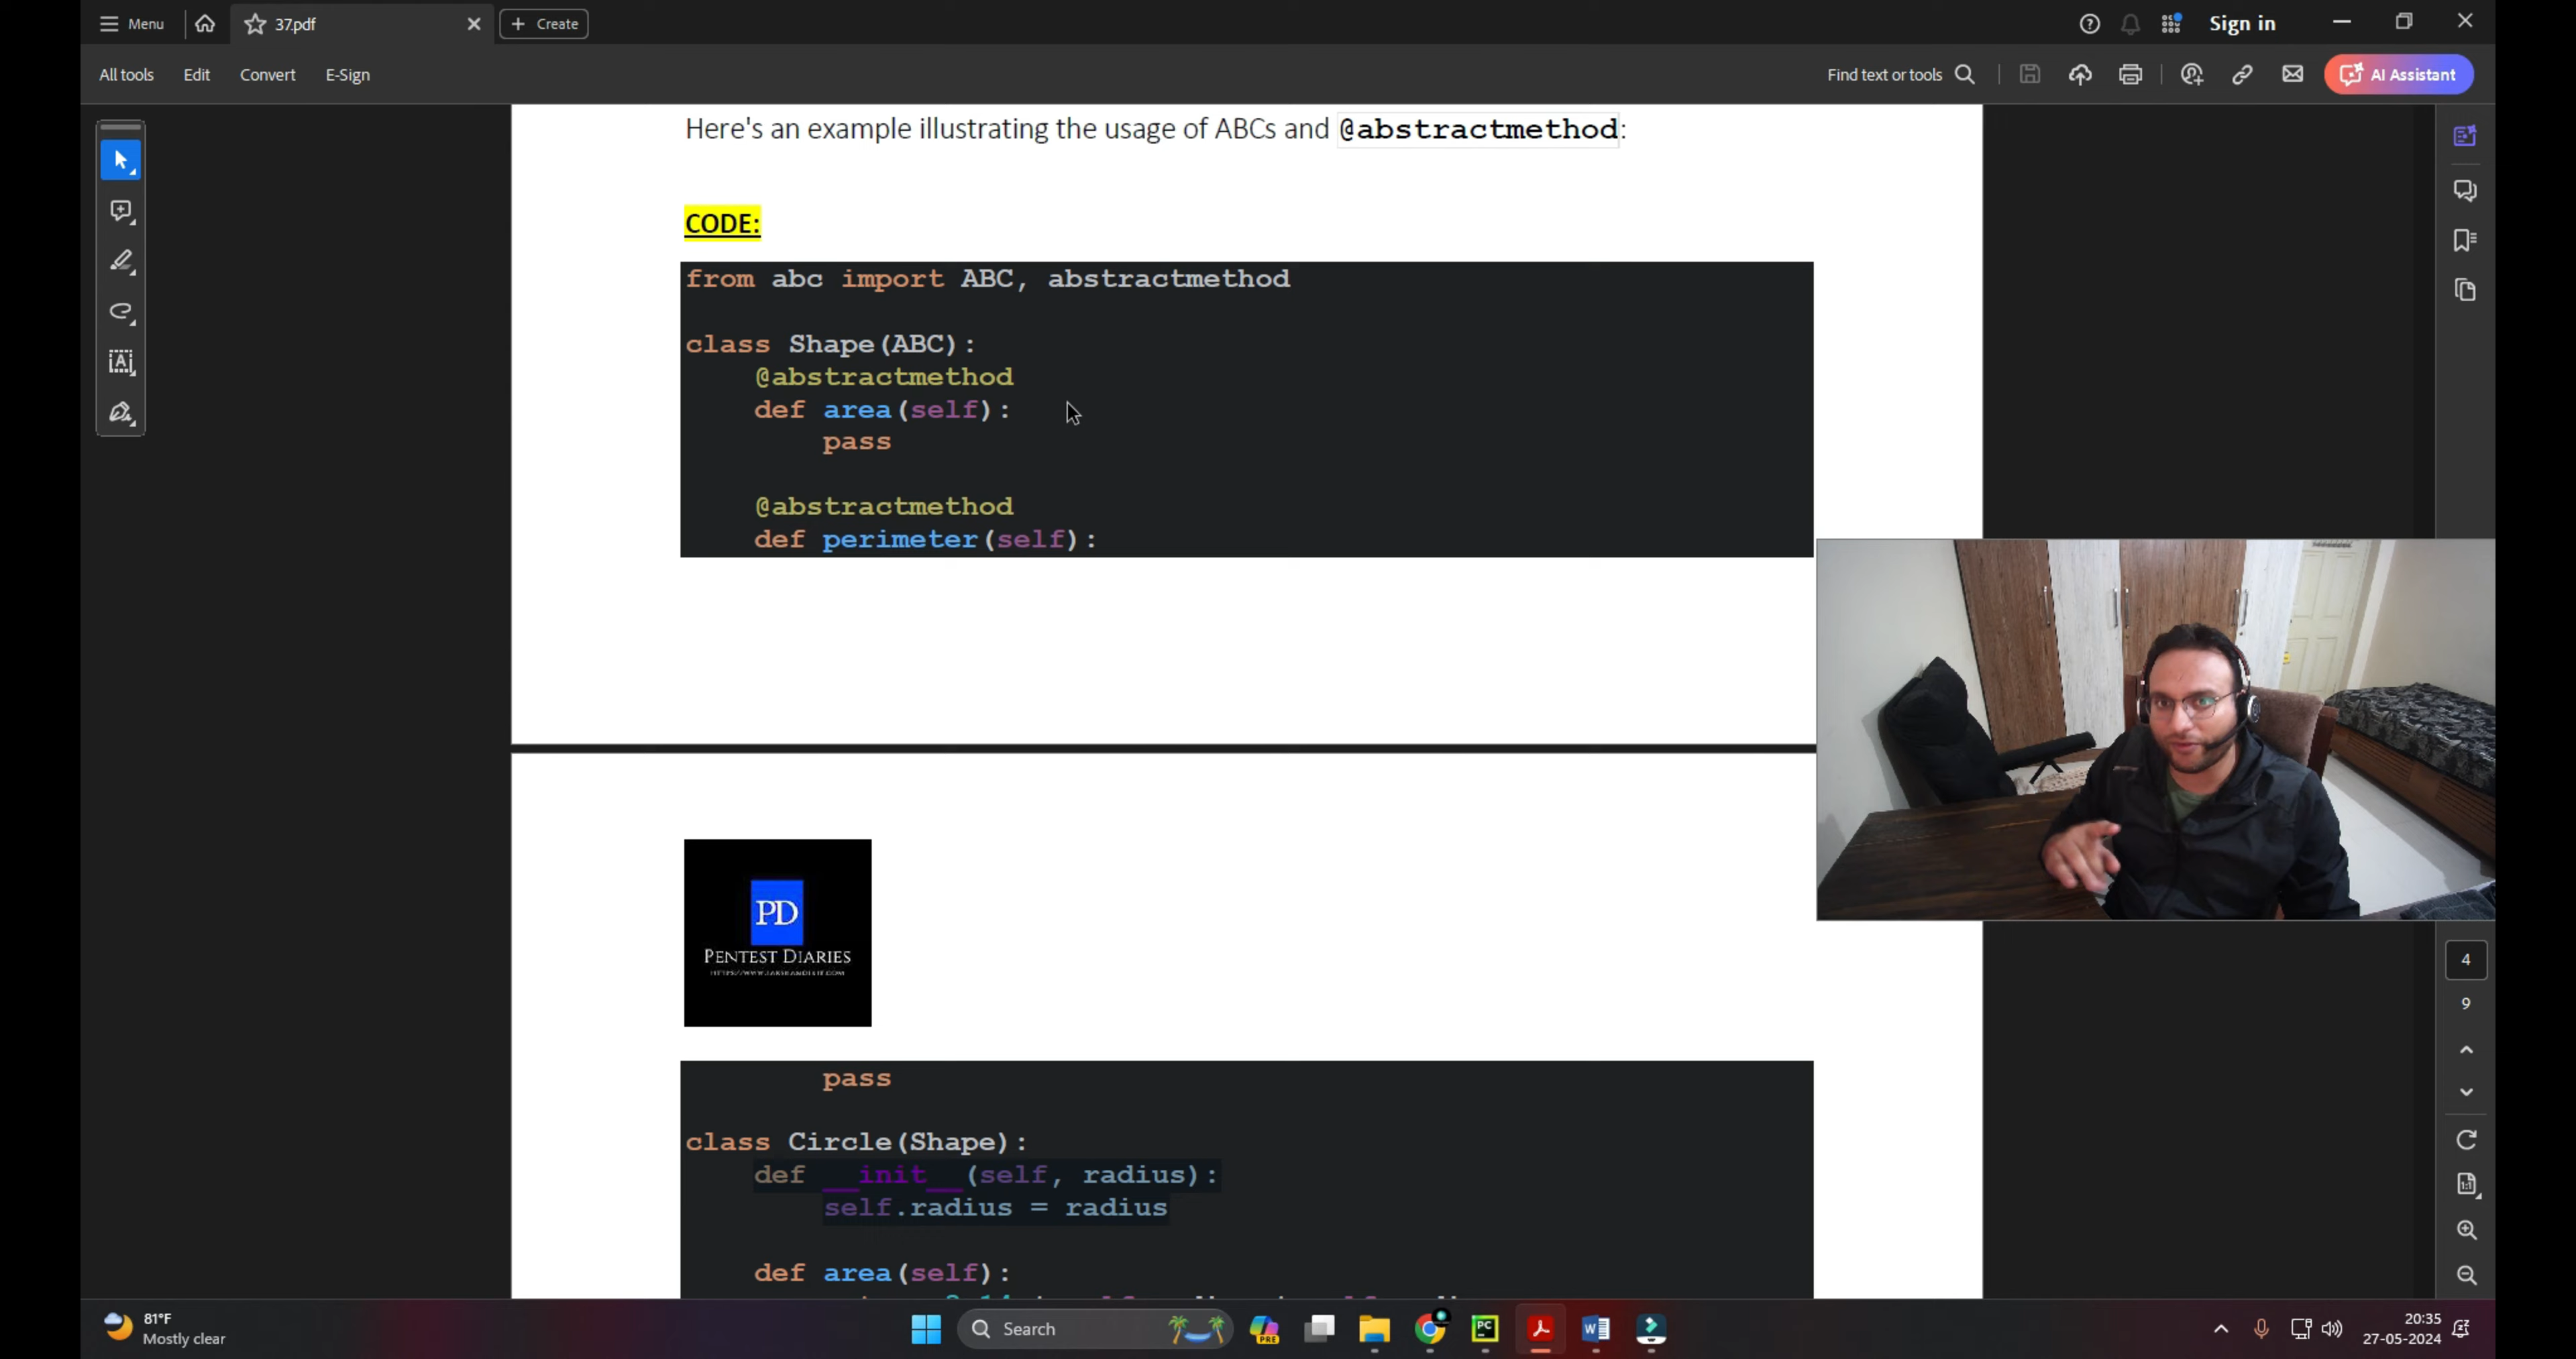 Menu
37.pdf
Create
Sign in
All tools
Edit
Convert
E-Sign
Find text or tools
AI Assistant
Here's an example illustrating the usage of ABCs and @abstractmethod:
CODE:
from abc import ABC, abstractmethod
class Shape(ABC):
@abstractmethod
def area(self):
pass
@abstractmethod
def perimeter(self):
PD
PENTEST DIARIES
pass
class Circle(Shape):
def __init__(self, radius):
self.radius = radius
def area(self):
4
9
81°F
Mostly clear
Search
PRE
PC
20:35
27-05-2024